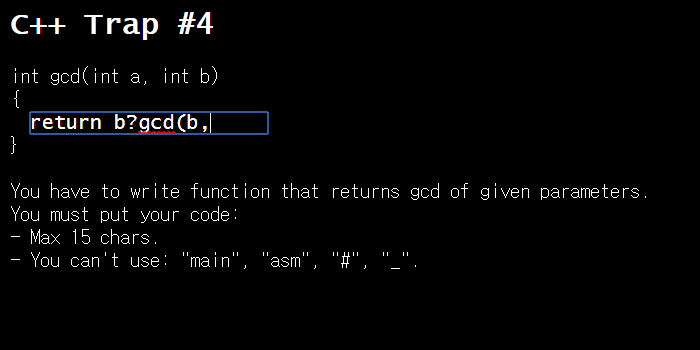 C++ Trap #4
int gcd(int a, int b)
{
return b?gcd(b,
}
You have to write function that returns gcd of given parameters.
You must put your code:
- Max 15 chars.
- You can't use: "main", "asm", "#", "_".